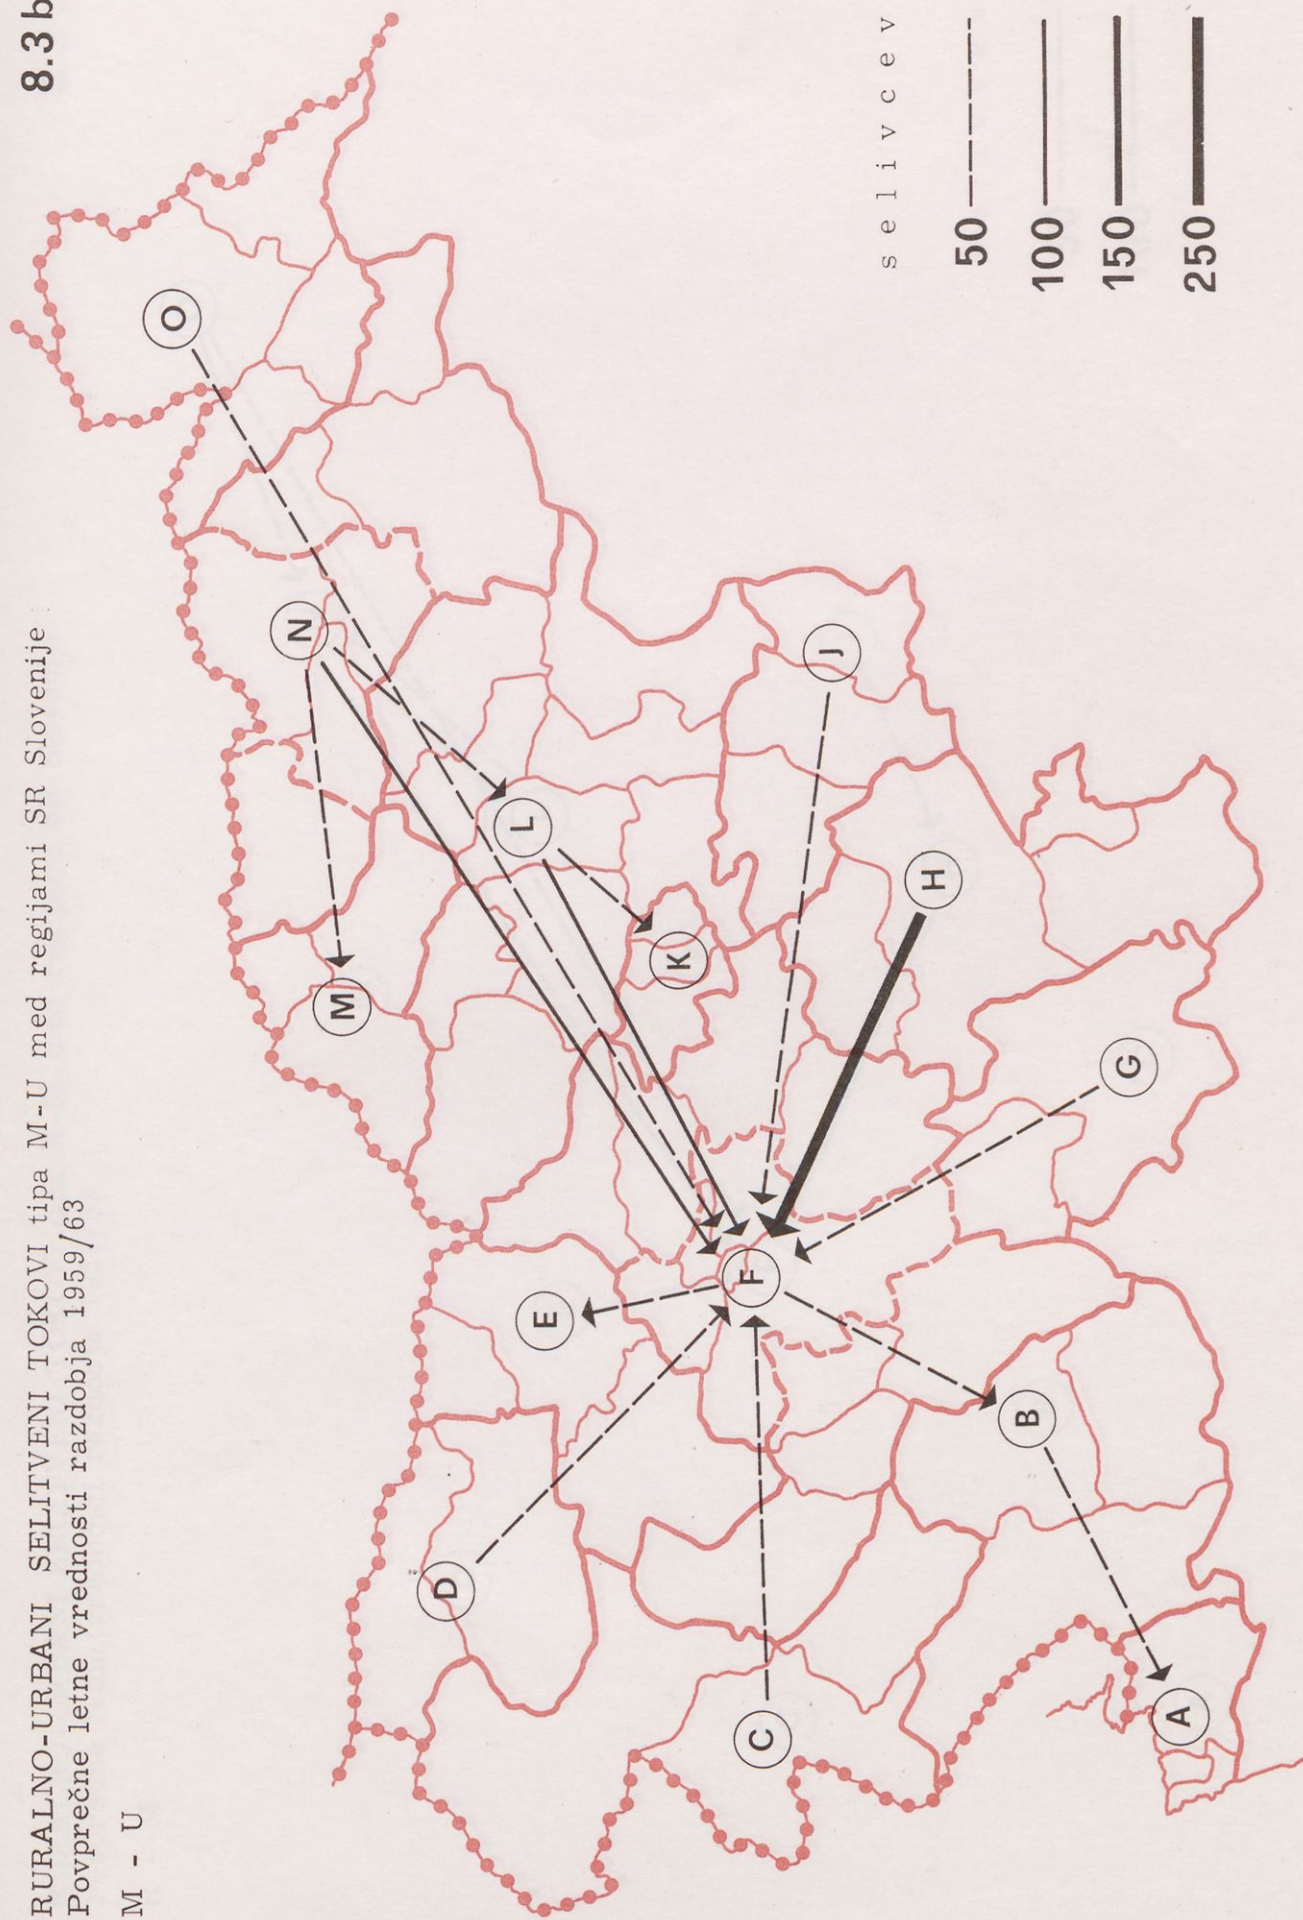 8.3 b
RURALNO-URBANI SELITVENI TOKOVI tipa M-U med regijami SR Slovenije
Povprečne letne vrednosti razdobja 1959/63
M - U
O
N
M
L
K
J
H
G
F
E
D
C
B
A
selivcev
50
100
150
250